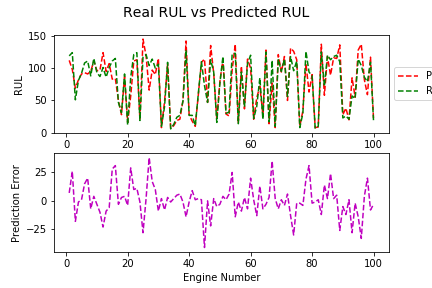 Real RUL vs Predicted RUL
150
100
50
0
RUL
0 20 40 60 80 100
P
R
25
0
−25
Prediction Error
0 20 40 60 80 100
Engine Number